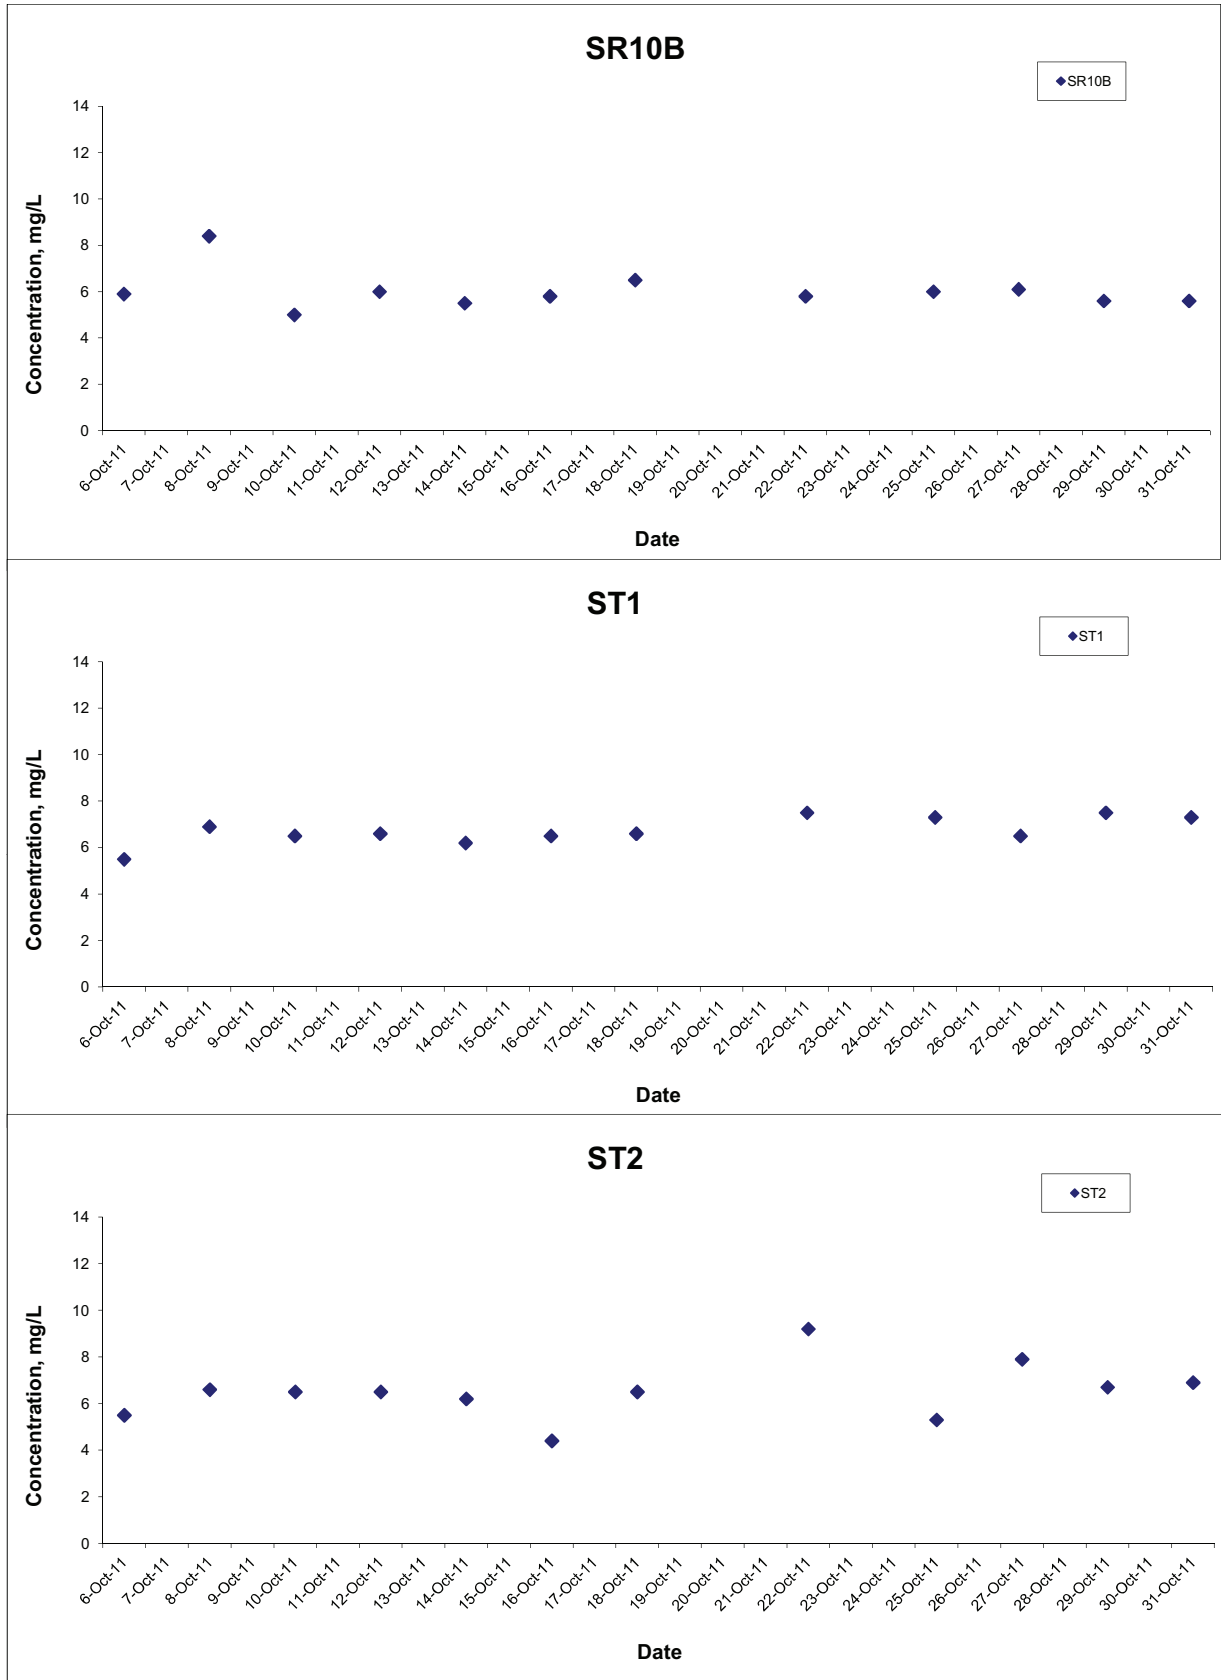 SR10B
SR10B
14
12
10
8
6
4
2
0
Concentration, mg/L
6-Oct-11
7-Oct-11
8-Oct-11
9-Oct-11
10-Oct-11
11-Oct-11
12-Oct-11
13-Oct-11
14-Oct-11
15-Oct-11
16-Oct-11
17-Oct-11
18-Oct-11
19-Oct-11
20-Oct-11
21-Oct-11
22-Oct-11
23-Oct-11
24-Oct-11
25-Oct-11
26-Oct-11
27-Oct-11
28-Oct-11
29-Oct-11
30-Oct-11
31-Oct-11
Date
ST1
ST1
14
12
10
8
6
4
2
0
Concentration, mg/L
6-Oct-11
7-Oct-11
8-Oct-11
9-Oct-11
10-Oct-11
11-Oct-11
12-Oct-11
13-Oct-11
14-Oct-11
15-Oct-11
16-Oct-11
17-Oct-11
18-Oct-11
19-Oct-11
20-Oct-11
21-Oct-11
22-Oct-11
23-Oct-11
24-Oct-11
25-Oct-11
26-Oct-11
27-Oct-11
28-Oct-11
29-Oct-11
30-Oct-11
31-Oct-11
Date
ST2
ST2
14
12
10
8
6
4
2
0
Concentration, mg/L
6-Oct-11
7-Oct-11
8-Oct-11
9-Oct-11
10-Oct-11
11-Oct-11
12-Oct-11
13-Oct-11
14-Oct-11
15-Oct-11
16-Oct-11
17-Oct-11
18-Oct-11
19-Oct-11
20-Oct-11
21-Oct-11
22-Oct-11
23-Oct-11
24-Oct-11
25-Oct-11
26-Oct-11
27-Oct-11
28-Oct-11
29-Oct-11
30-Oct-11
31-Oct-11
Date